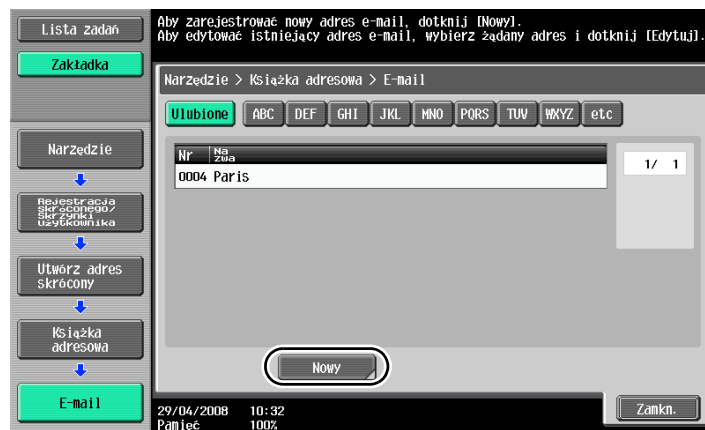 Lista zadań
Zakładka
Aby zarejestrować nowy adres e-mail, dotknij [Nowy].
Aby edytować istniejący adres e-mail, wybierz żądany adres i dotknij [Edytuj].
Narzędzie > Książka adresowa > E-mail
Ulubione ABC DEF GHI JKL MNO PQRS TUV WXYZ etc
Nr Na
zwa
0004 Paris
1/ 1
Narzędzie
Rejestracja
skróconego/
Skrzynki
użytkownika
Utwórz adres
skrócony
Książka
adresowa
E-mail
Nowy
Zamkn.
29/04/2008 10:32
Pamięć 100%